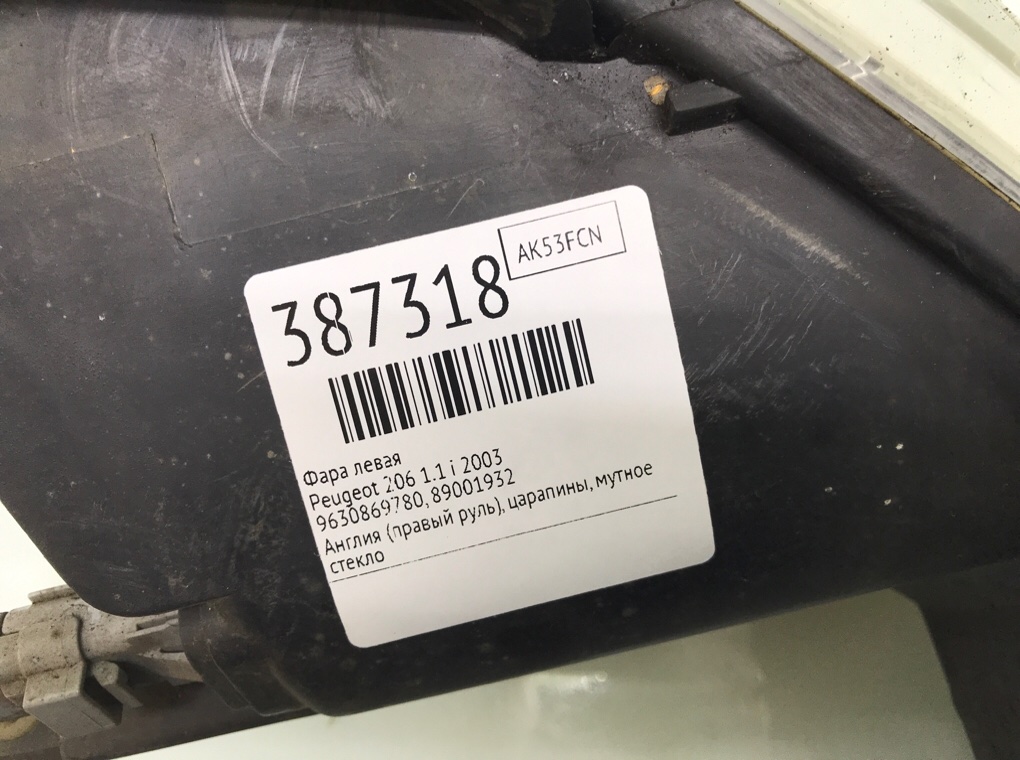 AK53FCN
387318
Фара левая
Peugeot 206 1.1 i 2003
9630869780, 89001932
Англия (правый руль), царапины, мутное
стекло